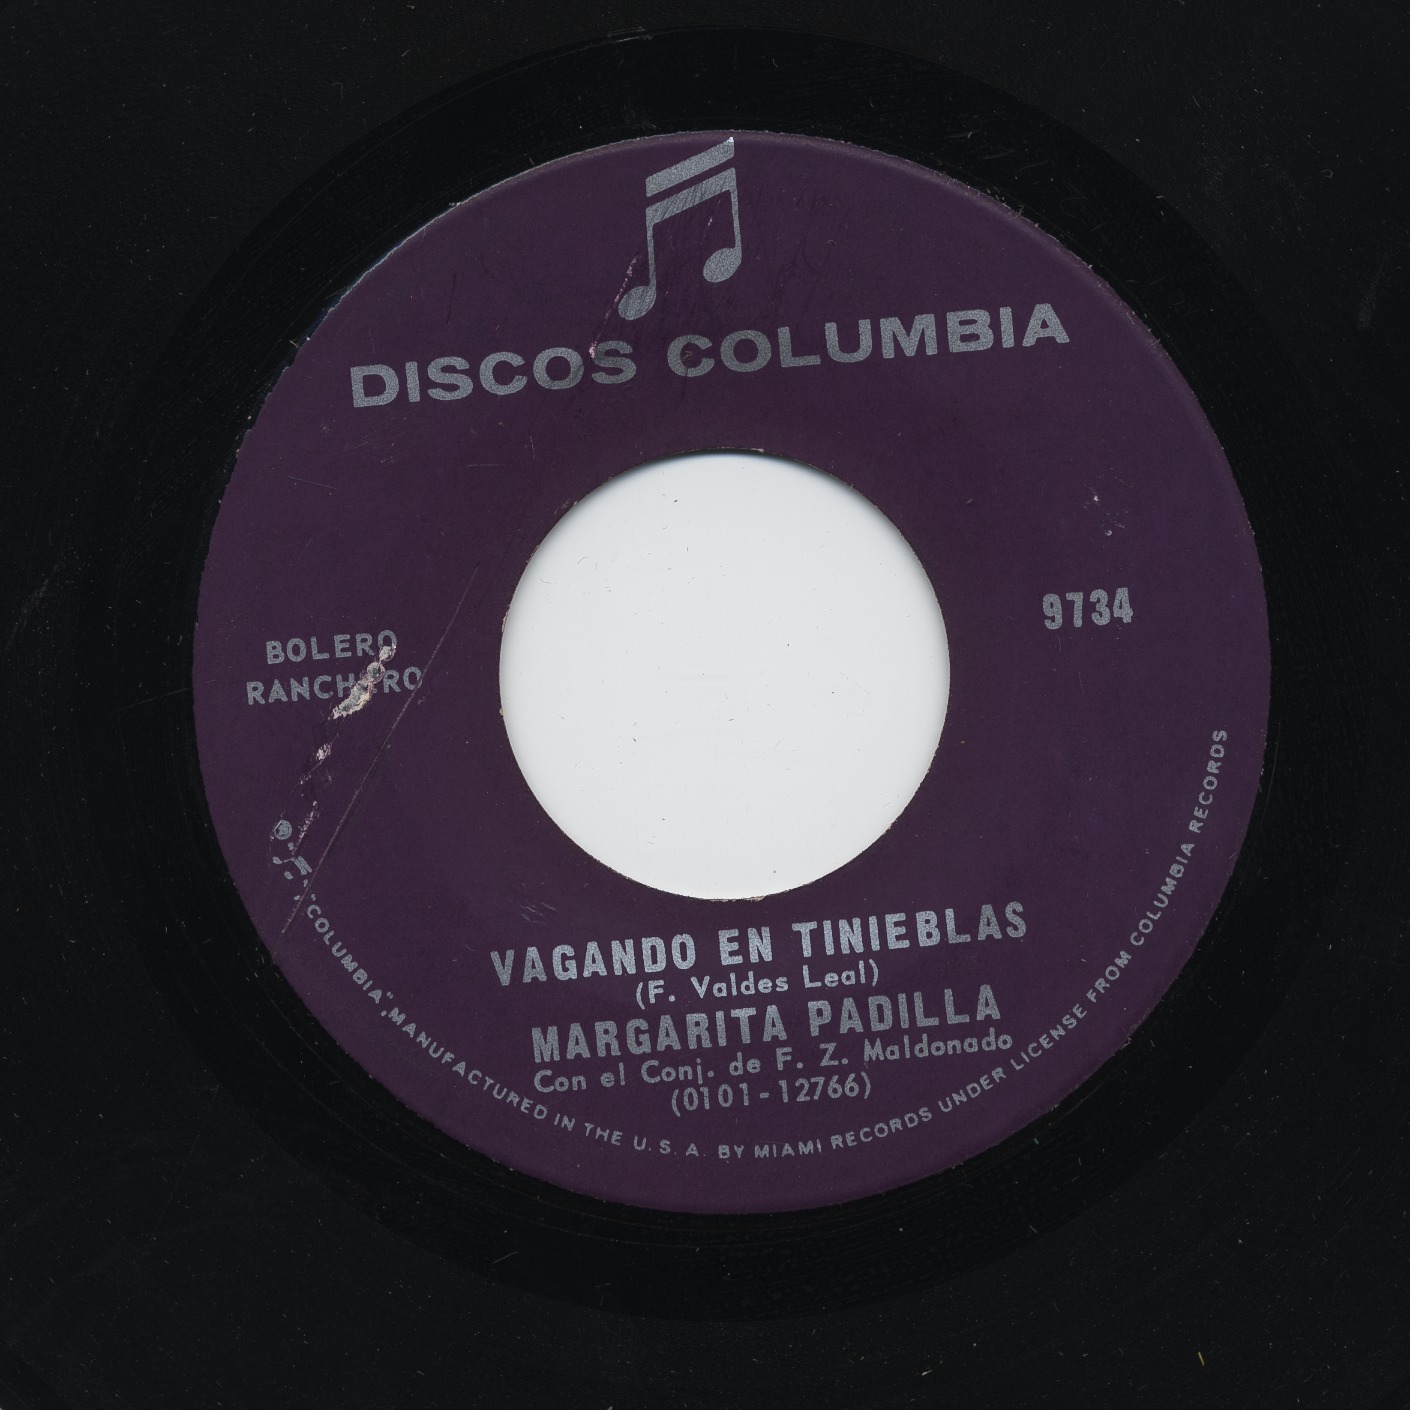 DISCOS COLUMBIA
9734
BOLERO
RANCHERO
VAGANDO EN TINIEBLAS
(F. Valdes Leal)
MARGARITA PADILLA
Con el Conj. de F. Z. Maldonado
(0101-12766)
"COLUMBIA", MANUFACTURED IN THE U. S. A. BY MIAMI RECORDS UNDER LICENSE FROM COLUMBIA RECORDS